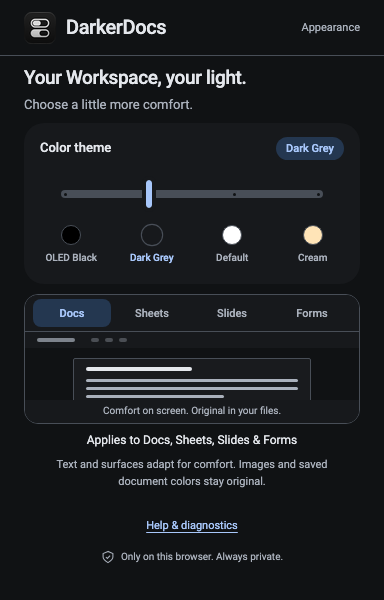 DarkerDocs
Appearance
Your Workspace, your light.
Choose a little more comfort.
Color theme
Dark Grey
OLED Black
Dark Grey
Default
Cream
Docs
Sheets
Slides
Forms
Comfort on screen. Original in your files.
Applies to Docs, Sheets, Slides & Forms
Text and surfaces adapt for comfort. Images and saved
document colors stay original.
Help & diagnostics
Only on this browser. Always private.